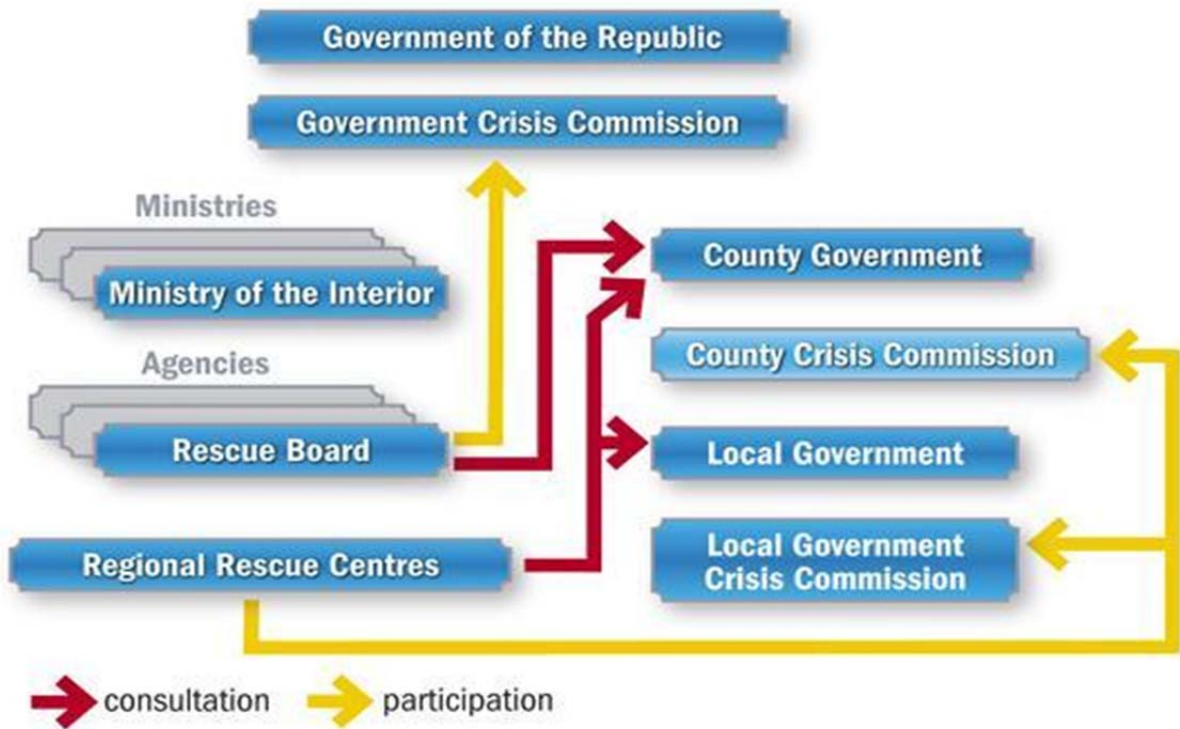 Government of the Republic
Government Crisis Commission
Ministries
Ministry of the Interior
Agencies
Rescue Board
Regional Rescue Centres
County Government
County Crisis Commission
Local Government
Local Government
Crisis Commission
consultation
participation